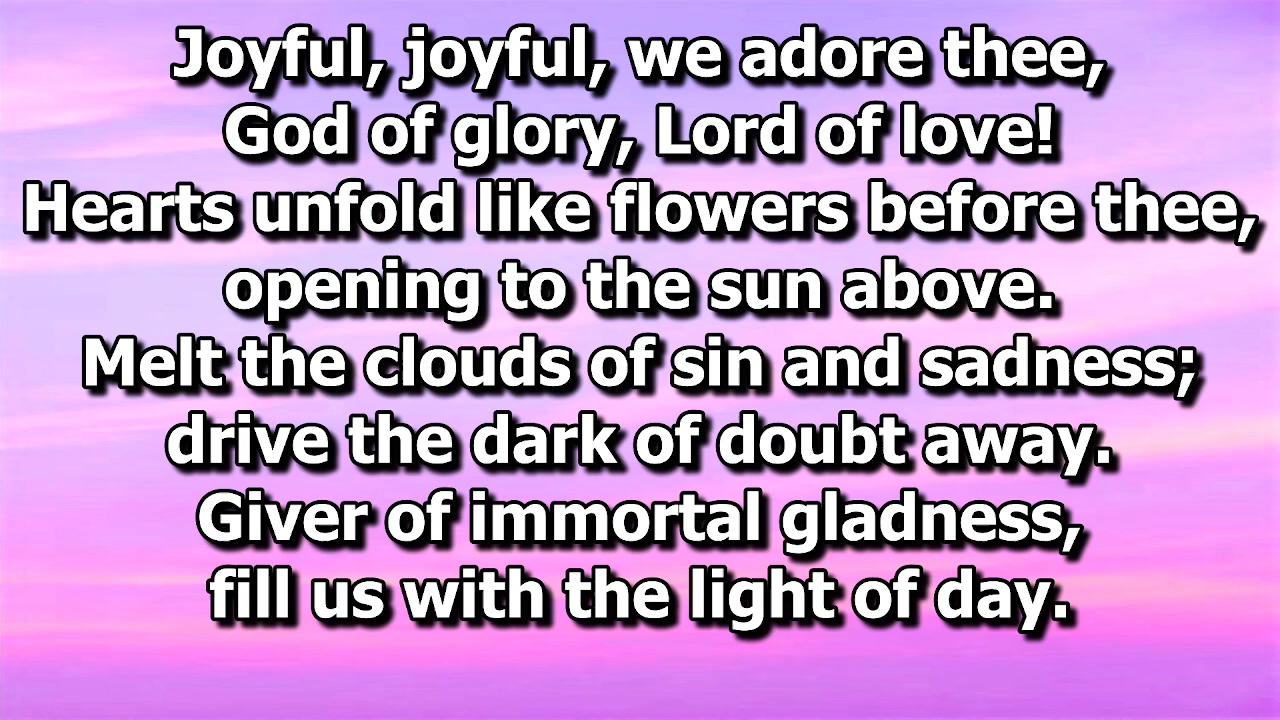 Joyful, joyful, we adore thee,
God of glory, Lord of love!
Hearts unfold like flowers before thee,
opening to the sun above.
Melt the clouds of sin and sadness;
drive the dark of doubt away.
Giver of immortal gladness,
fill us with the light of day.